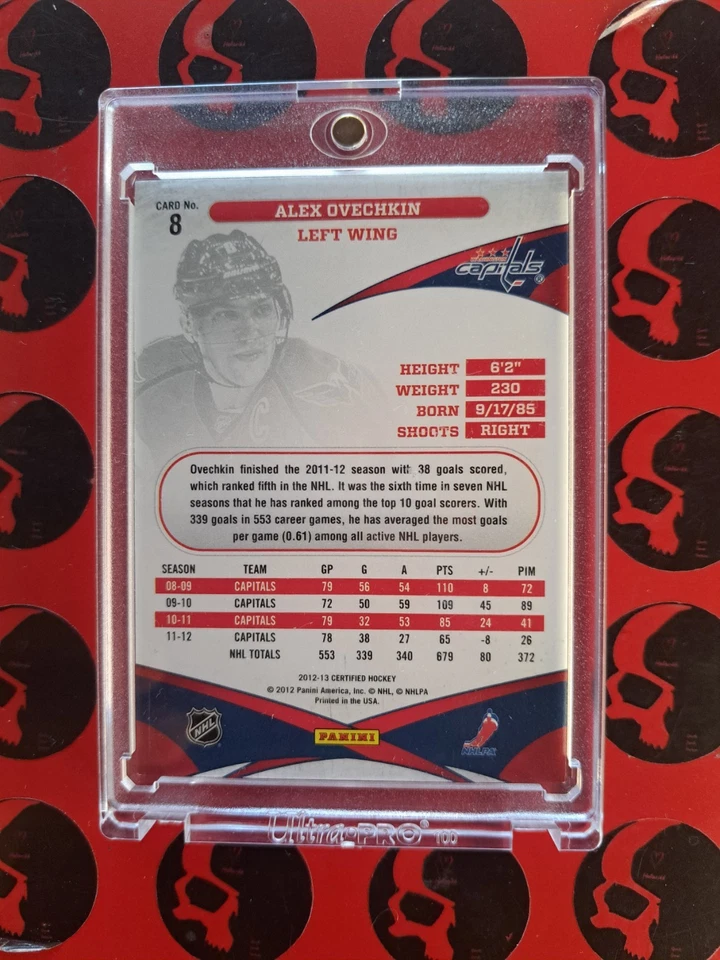 CARD No.
8
ALEX OVECHKIN
LEFT WING
capitals®
HEIGHT 6'2"
WEIGHT 230
BORN 9/17/85
SHOOTS RIGHT
Ovechkin finished the 2011-12 season with 38 goals scored,
which ranked fifth in the NHL. It was the sixth time in seven NHL
seasons that he has ranked among the top 10 goal scorers. With
339 goals in 553 career games, he has averaged the most goals
per game (0.61) among all active NHL players.
SEASON TEAM GP G A PTS +/- PIM
08-09 CAPITALS 79 56 54 110 8 72
09-10 CAPITALS 72 50 59 109 45 89
10-11 CAPITALS 79 32 53 85 24 41
11-12 CAPITALS 78 38 27 65 -8 26
NHL TOTALS 553 339 340 679 80 372
2012-13 CERTIFIED HOCKEY
© 2012 Panini America, Inc. © NHL, © NHLPA
Printed in the USA.
NHL
PANINI
NHLPA
Ultra•PRO® 100